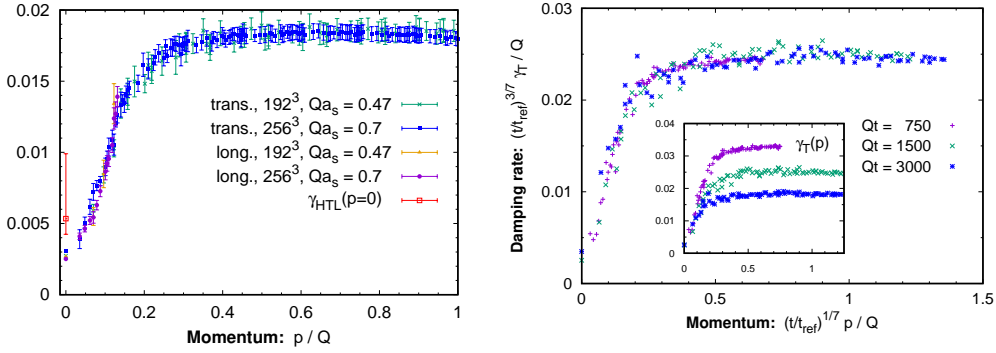 0.02
0.015
0.01
0.005
0
0 0.2 0.4 0.6 0.8 1
Momentum: p / Q
trans., 192³, Qaₛ = 0.47
trans., 256³, Qaₛ = 0.7
long., 192³, Qaₛ = 0.47
long., 256³, Qaₛ = 0.7
γHTL(p=0)
Damping rate: (t/tref)^3/7 γT / Q
0.03
0.02
0.01
0
0 0.5 1 1.5
Momentum: (t/tref)^1/7 p / Q
Qt = 750
Qt = 1500
Qt = 3000
γT(p)
0.04
0.03
0.02
0.01
0
0 0.5 1